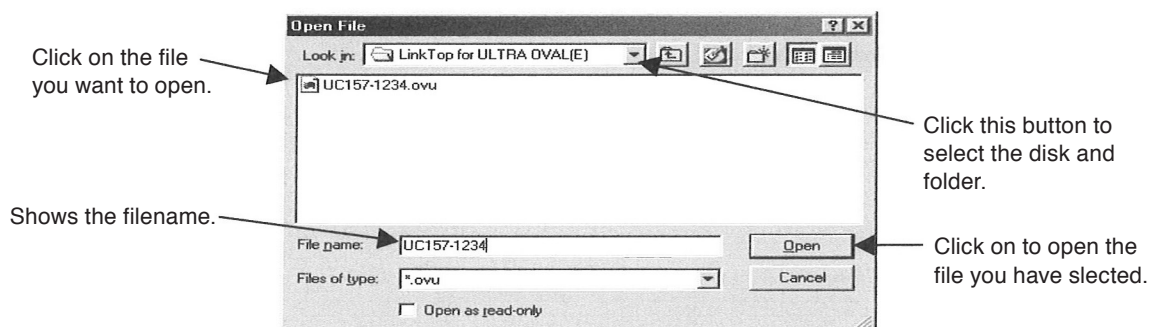 Open File
Click on the file
you want to open.
Look in: LinkTop for ULTRA OVAL(E)
UC157-1234.ovu
Click this button to
select the disk and
folder.
Shows the filename.
File name: UC157-1234 Open
Click on to open the
file you have slected.
Files of type: *.ovu Cancel
Open as read-only